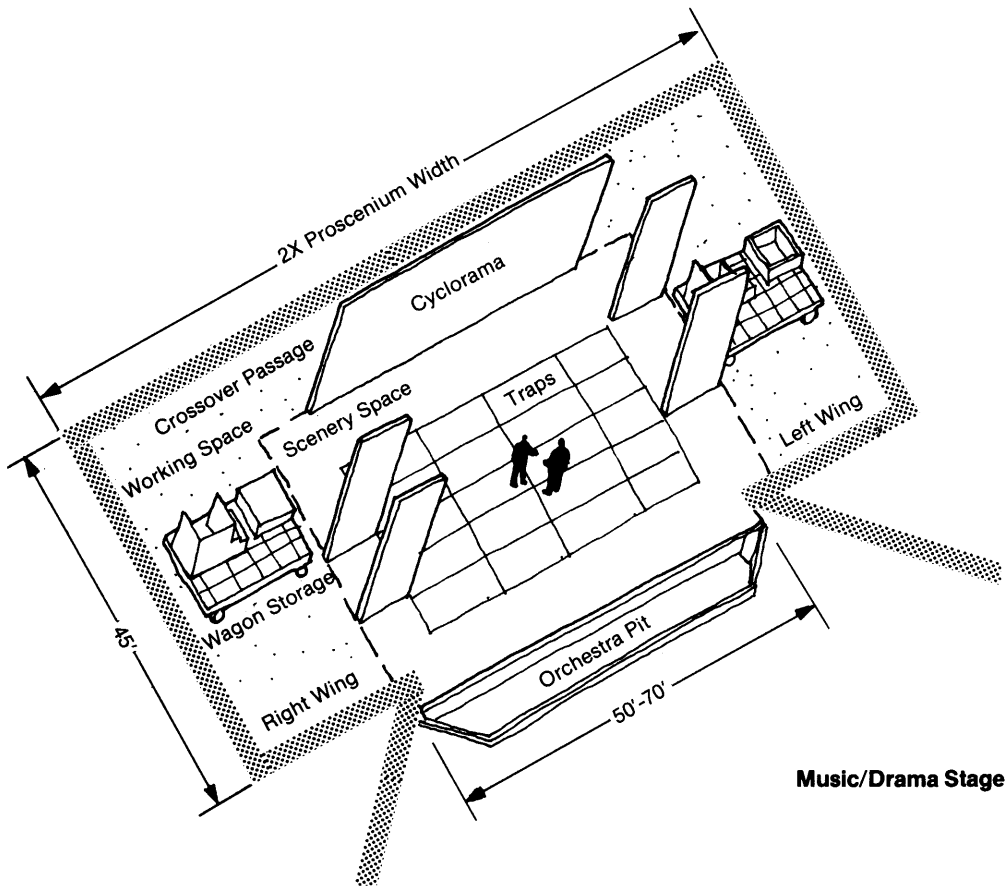 2X Proscenium Width
Cyclorama
Crossover Passage
Working Space
Scenery Space
Traps
Left Wing
Wagon Storage
Right Wing
45'
Orchestra Pit
50'-70'
Music/Drama Stage